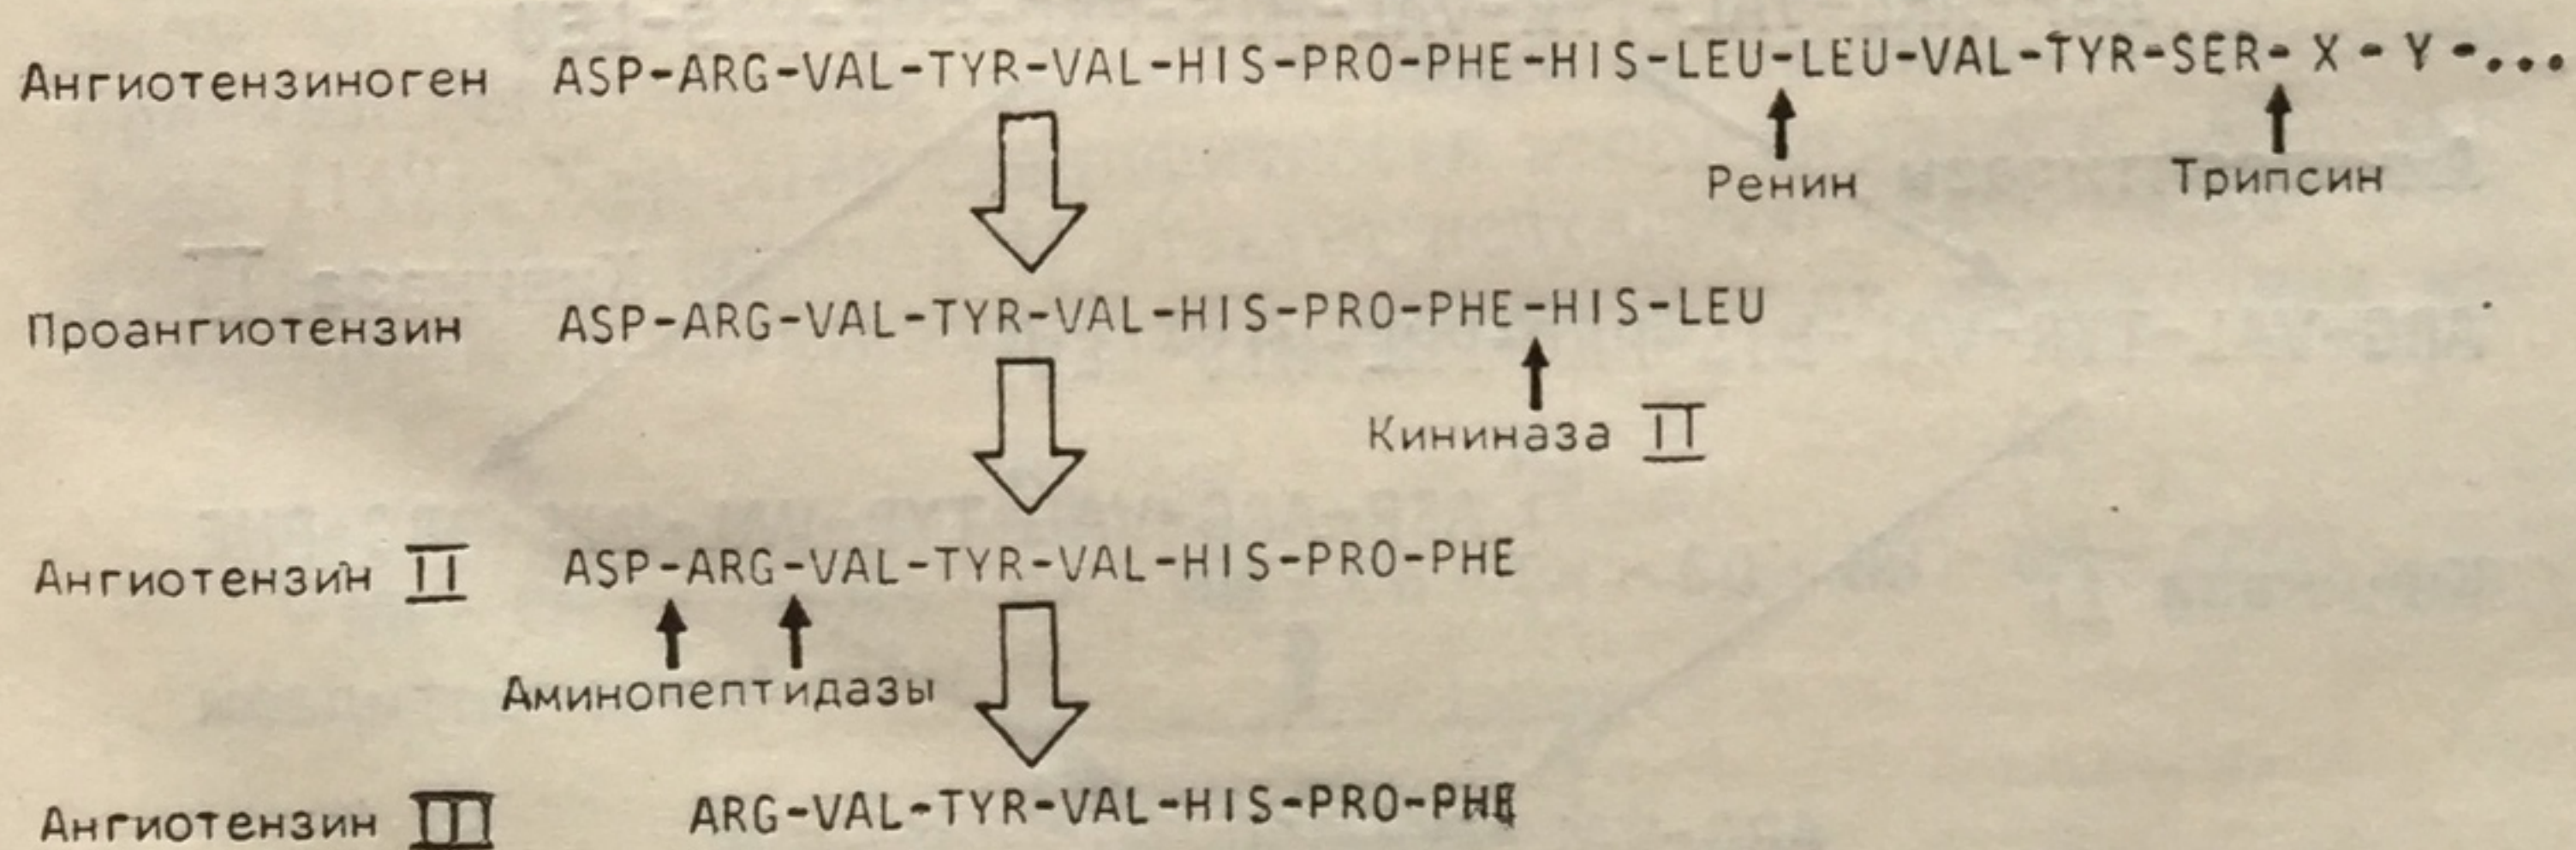 Ангиотензиноген ASP-ARG-VAL-TYR-VAL-HIS-PRO-PHE-HIS-LEU-LEU-VAL-TYR-SER-X-Y-...
Ренин Трипсин
Проангиотензин ASP-ARG-VAL-TYR-VAL-HIS-PRO-PHE-HIS-LEU
Кининаза II
Ангиотензин II ASP-ARG-VAL-TYR-VAL-HIS-PRO-PHE
Аминопептидазы
Ангиотензин III ARG-VAL-TYR-VAL-HIS-PRO-PHE